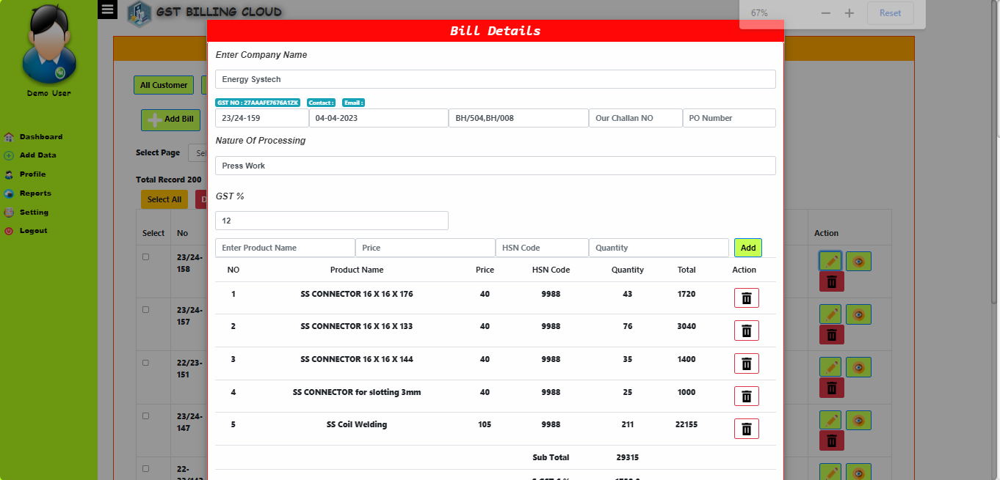 GST BILLING CLOUD
67%
Reset
Demo User
Dashboard
Add Data
Profile
Reports
Setting
Logout
All Customer
Add Bill
Select Page
Total Record 200
Select All
Select No Action
23/24-
158
23/24-
157
22/23-
151
23/24-
147
22-
Bill Details
Enter Company Name
Energy Systech
GST NO : 27AAAFE7676A1ZK Contact : Email :
23/24-159 04-04-2023 BH/504,BH/008 Our Challan NO PO Number
Nature Of Processing
Press Work
GST %
12
Enter Product Name Price HSN Code Quantity Add
NO Product Name Price HSN Code Quantity Total Action
1 SS CONNECTOR 16 X 16 X 176 40 9988 43 1720
2 SS CONNECTOR 16 X 16 X 133 40 9988 76 3040
3 SS CONNECTOR 16 X 16 X 144 40 9988 35 1400
4 SS CONNECTOR for slotting 3mm 40 9988 25 1000
5 SS Coil Welding 105 9988 211 22155
Sub Total 29315